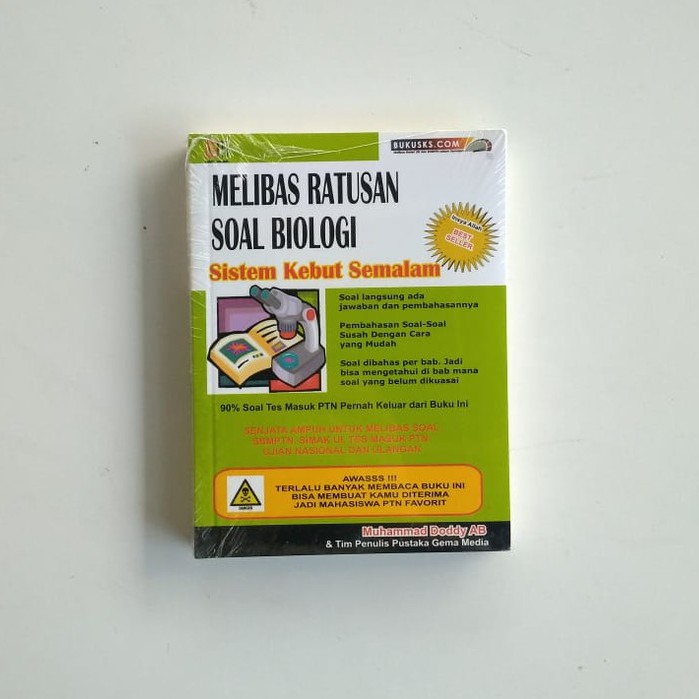 BUKUSKS.COM
MELIBAS RATUSAN
SOAL BIOLOGI
Insya Allah
BEST
SELLER
Sistem Kebut Semalam
Soal langsung ada
jawaban dan pembahasannya
Pembahasan Soal-Soal
Susah Dengan Cara
yang Mudah
Soal dibahas per bab. Jadi
bisa mengetahui di bab mana
soal yang belum dikuasai
90% Soal Tes Masuk PTN Pernah Keluar dari Buku Ini
SENJATA AMPUH UNTUK MELIBAS SOAL
SBMPTN, SIMAK UI, TES MASUK PTN,
UJIAN NASIONAL DAN ULANGAN
AWASSS !!!
TERLALU BANYAK MEMBACA BUKU INI
BISA MEMBUAT KAMU DITERIMA
JADI MAHASISWA PTN FAVORIT
DANGER
Muhammad Doddy AB
& Tim Penulis Pustaka Gema Media